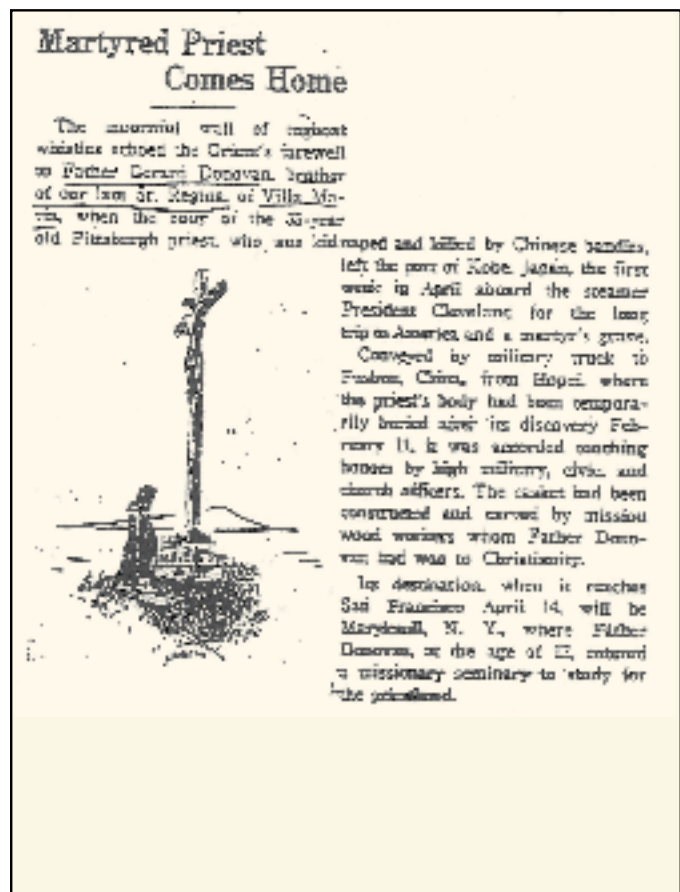 Martyred Priest
Comes Home
The mournful wail of tugboat
whistles echoed the Orient's farewell
to Father Gerard Donovan, brother
of our late Sr. Regina, of Villa Ma-
ria, when the body of the 33-year
old Pittsburgh priest, who was kidnaped and killed by Chinese bandits,
left the port of Kobe, Japan, the first
week in April aboard the steamer
President Cleveland for the long
trip to America and a martyr's grave.
Conveyed by military truck to
Fushun, China, from Hopei, where
the priest's body had been tempora-
rily buried after its discovery Feb-
ruary 11, it was accorded touching
honors by high military, civic, and
church officers. The casket had been
constructed and carved by mission
wood workers whom Father Dono-
van had won to Christianity.
Its destination, when it reaches
San Francisco April 14, will be
Maryknoll, N. Y., where Father
Donovan, at the age of entered
a missionary seminary to study for
the priesthood.